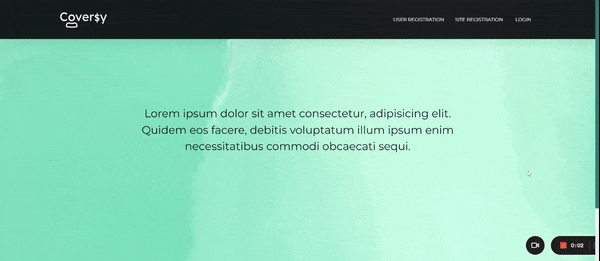 Cover$y
USER REGISTRATION SITE REGISTRATION LOGIN
Lorem ipsum dolor sit amet consectetur, adipisicing elit.
Quidem eos facere, debitis voluptatum illum ipsum enim
necessitatibus commodi obcaecati sequi.
0:02